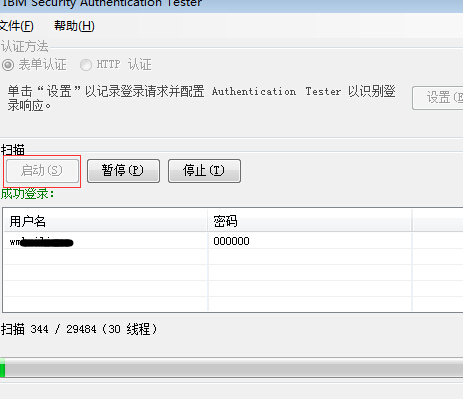 IBM Security Authentication Tester
文件(F) 帮助(H)
认证方法
表单认证 HTTP 认证
单击“设置”以记录登录请求并配置 Authentication Tester 以识别登
录响应。
设置(E
扫描
启动(S) 暂停(P) 停止(T)
成功登录:
用户名 密码
000000
扫描 344 / 29484（30 线程）